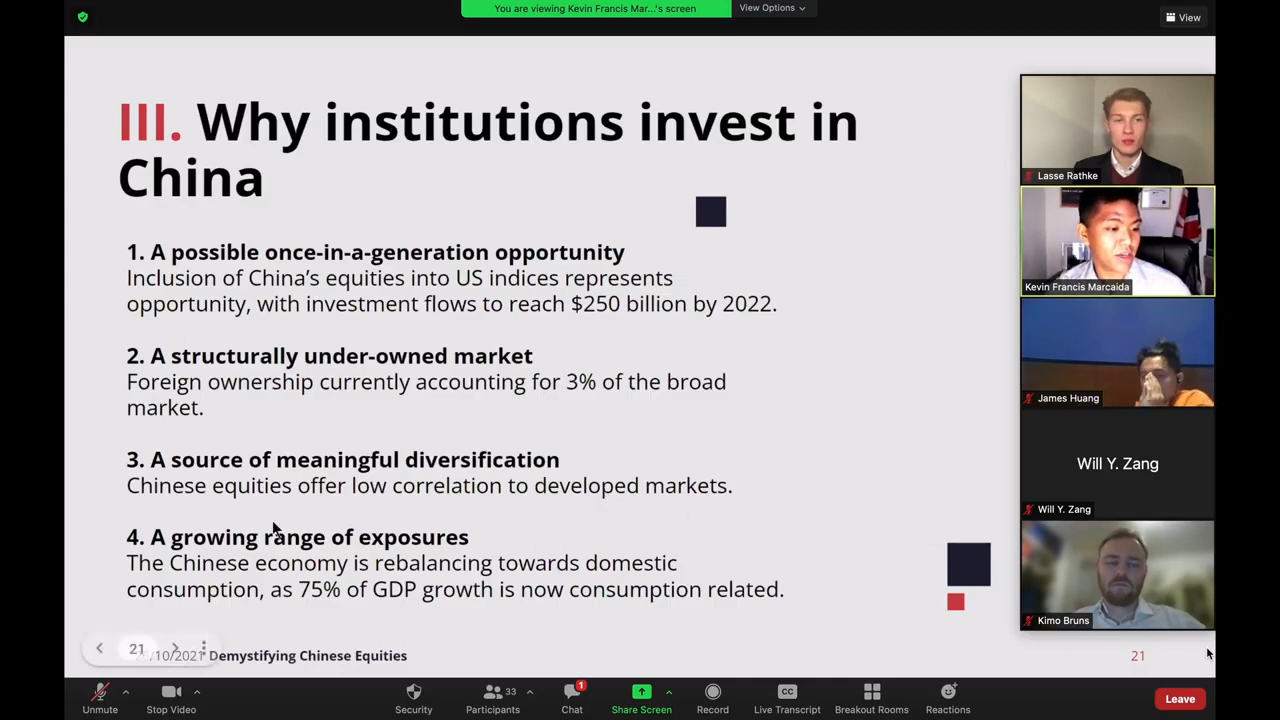 You are viewing Kevin Francis Mar...'s screen
View Options
View
III. Why institutions invest in
China
1. A possible once-in-a-generation opportunity
Inclusion of China’s equities into US indices represents
opportunity, with investment flows to reach $250 billion by 2022.
2. A structurally under-owned market
Foreign ownership currently accounting for 3% of the broad
market.
3. A source of meaningful diversification
Chinese equities offer low correlation to developed markets.
4. A growing range of exposures
The Chinese economy is rebalancing towards domestic
consumption, as 75% of GDP growth is now consumption related.
21
/10/2021 Demystifying Chinese Equities
21
Lasse Rathke
Kevin Francis Marcaida
James Huang
Will Y. Zang
Will Y. Zang
Kimo Bruns
Unmute
Stop Video
Security
33
Participants
1
Chat
Share Screen
Record
CC
Live Transcript
Breakout Rooms
Reactions
Leave